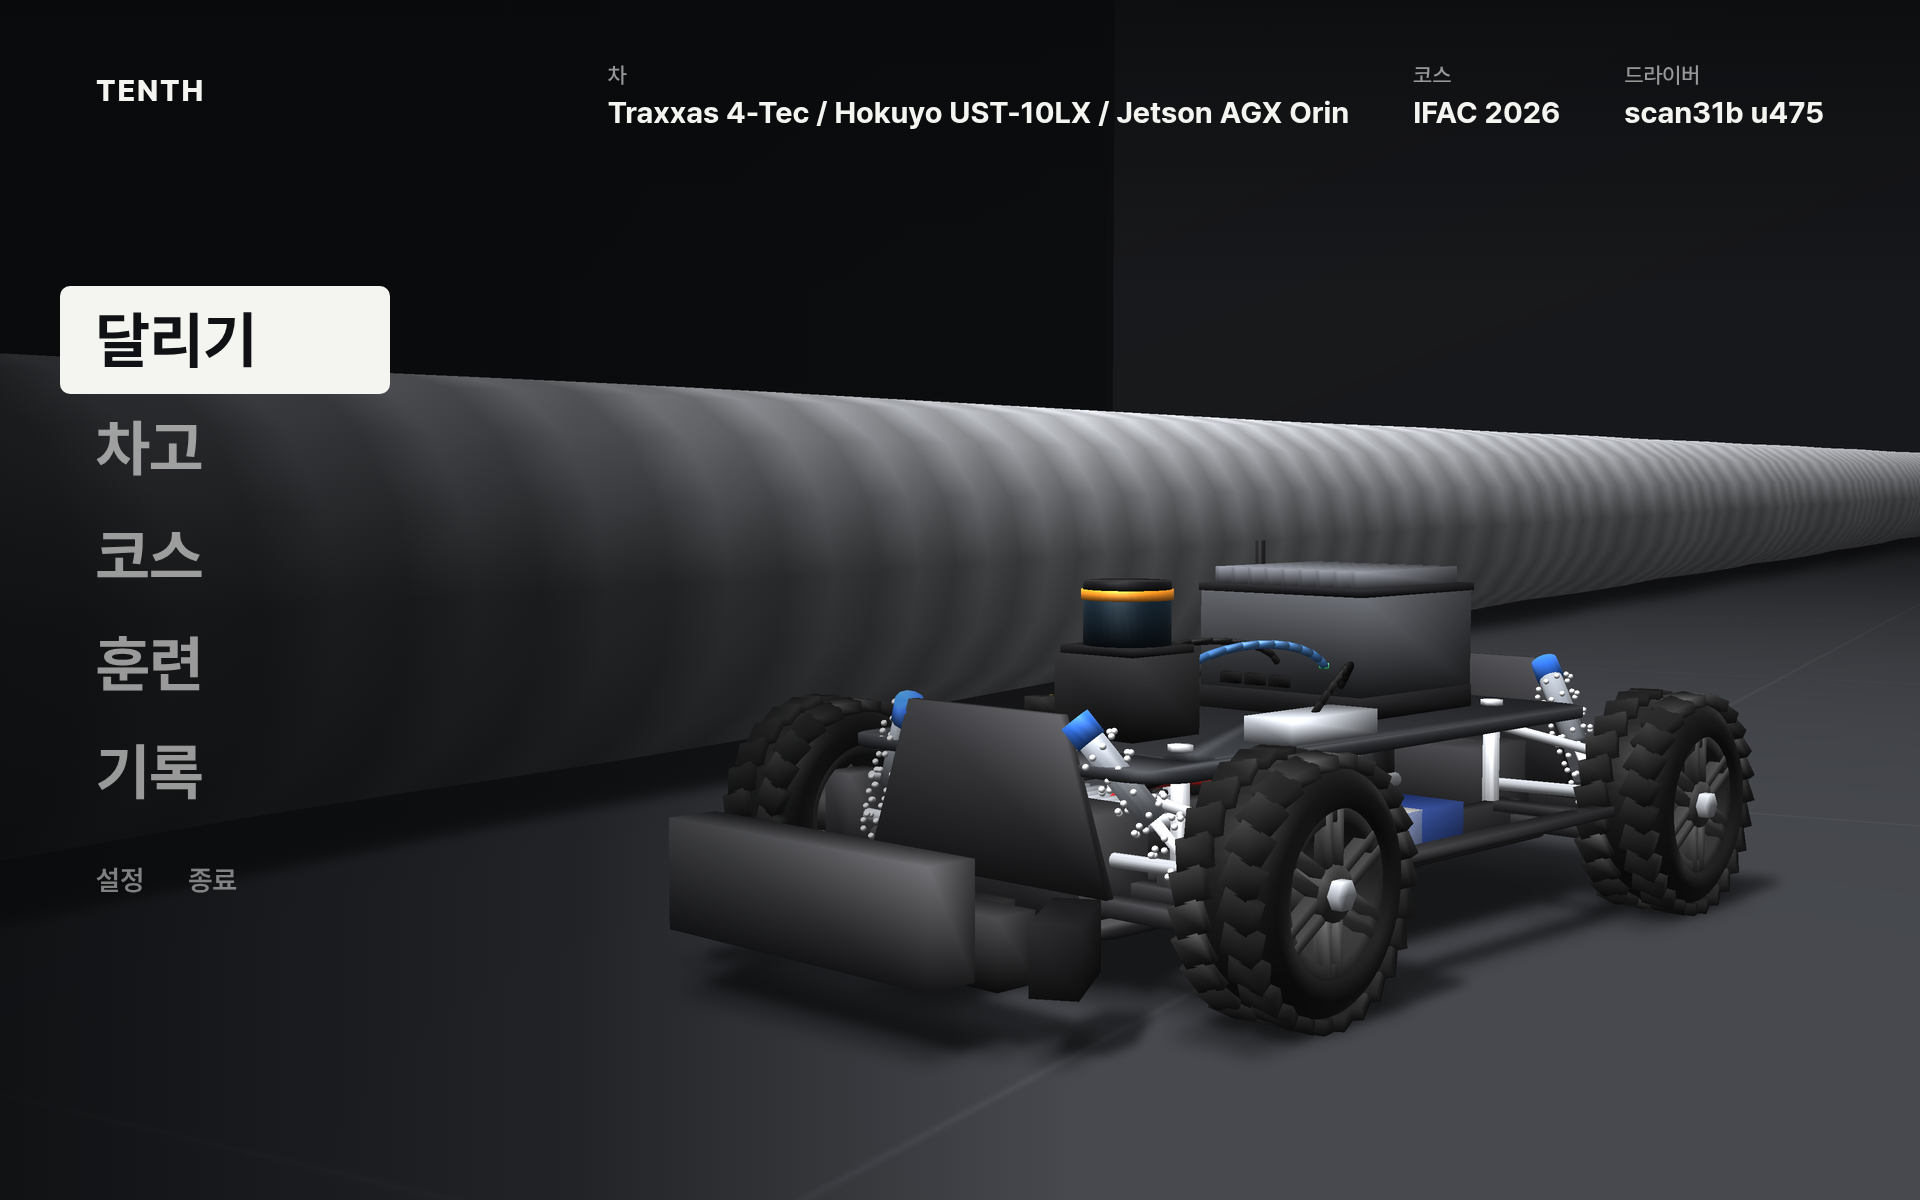 TENTH
차
Traxxas 4-Tec / Hokuyo UST-10LX / Jetson AGX Orin
코스
IFAC 2026
드라이버
scan31b u475
달리기
차고
코스
훈련
기록
설정 종료